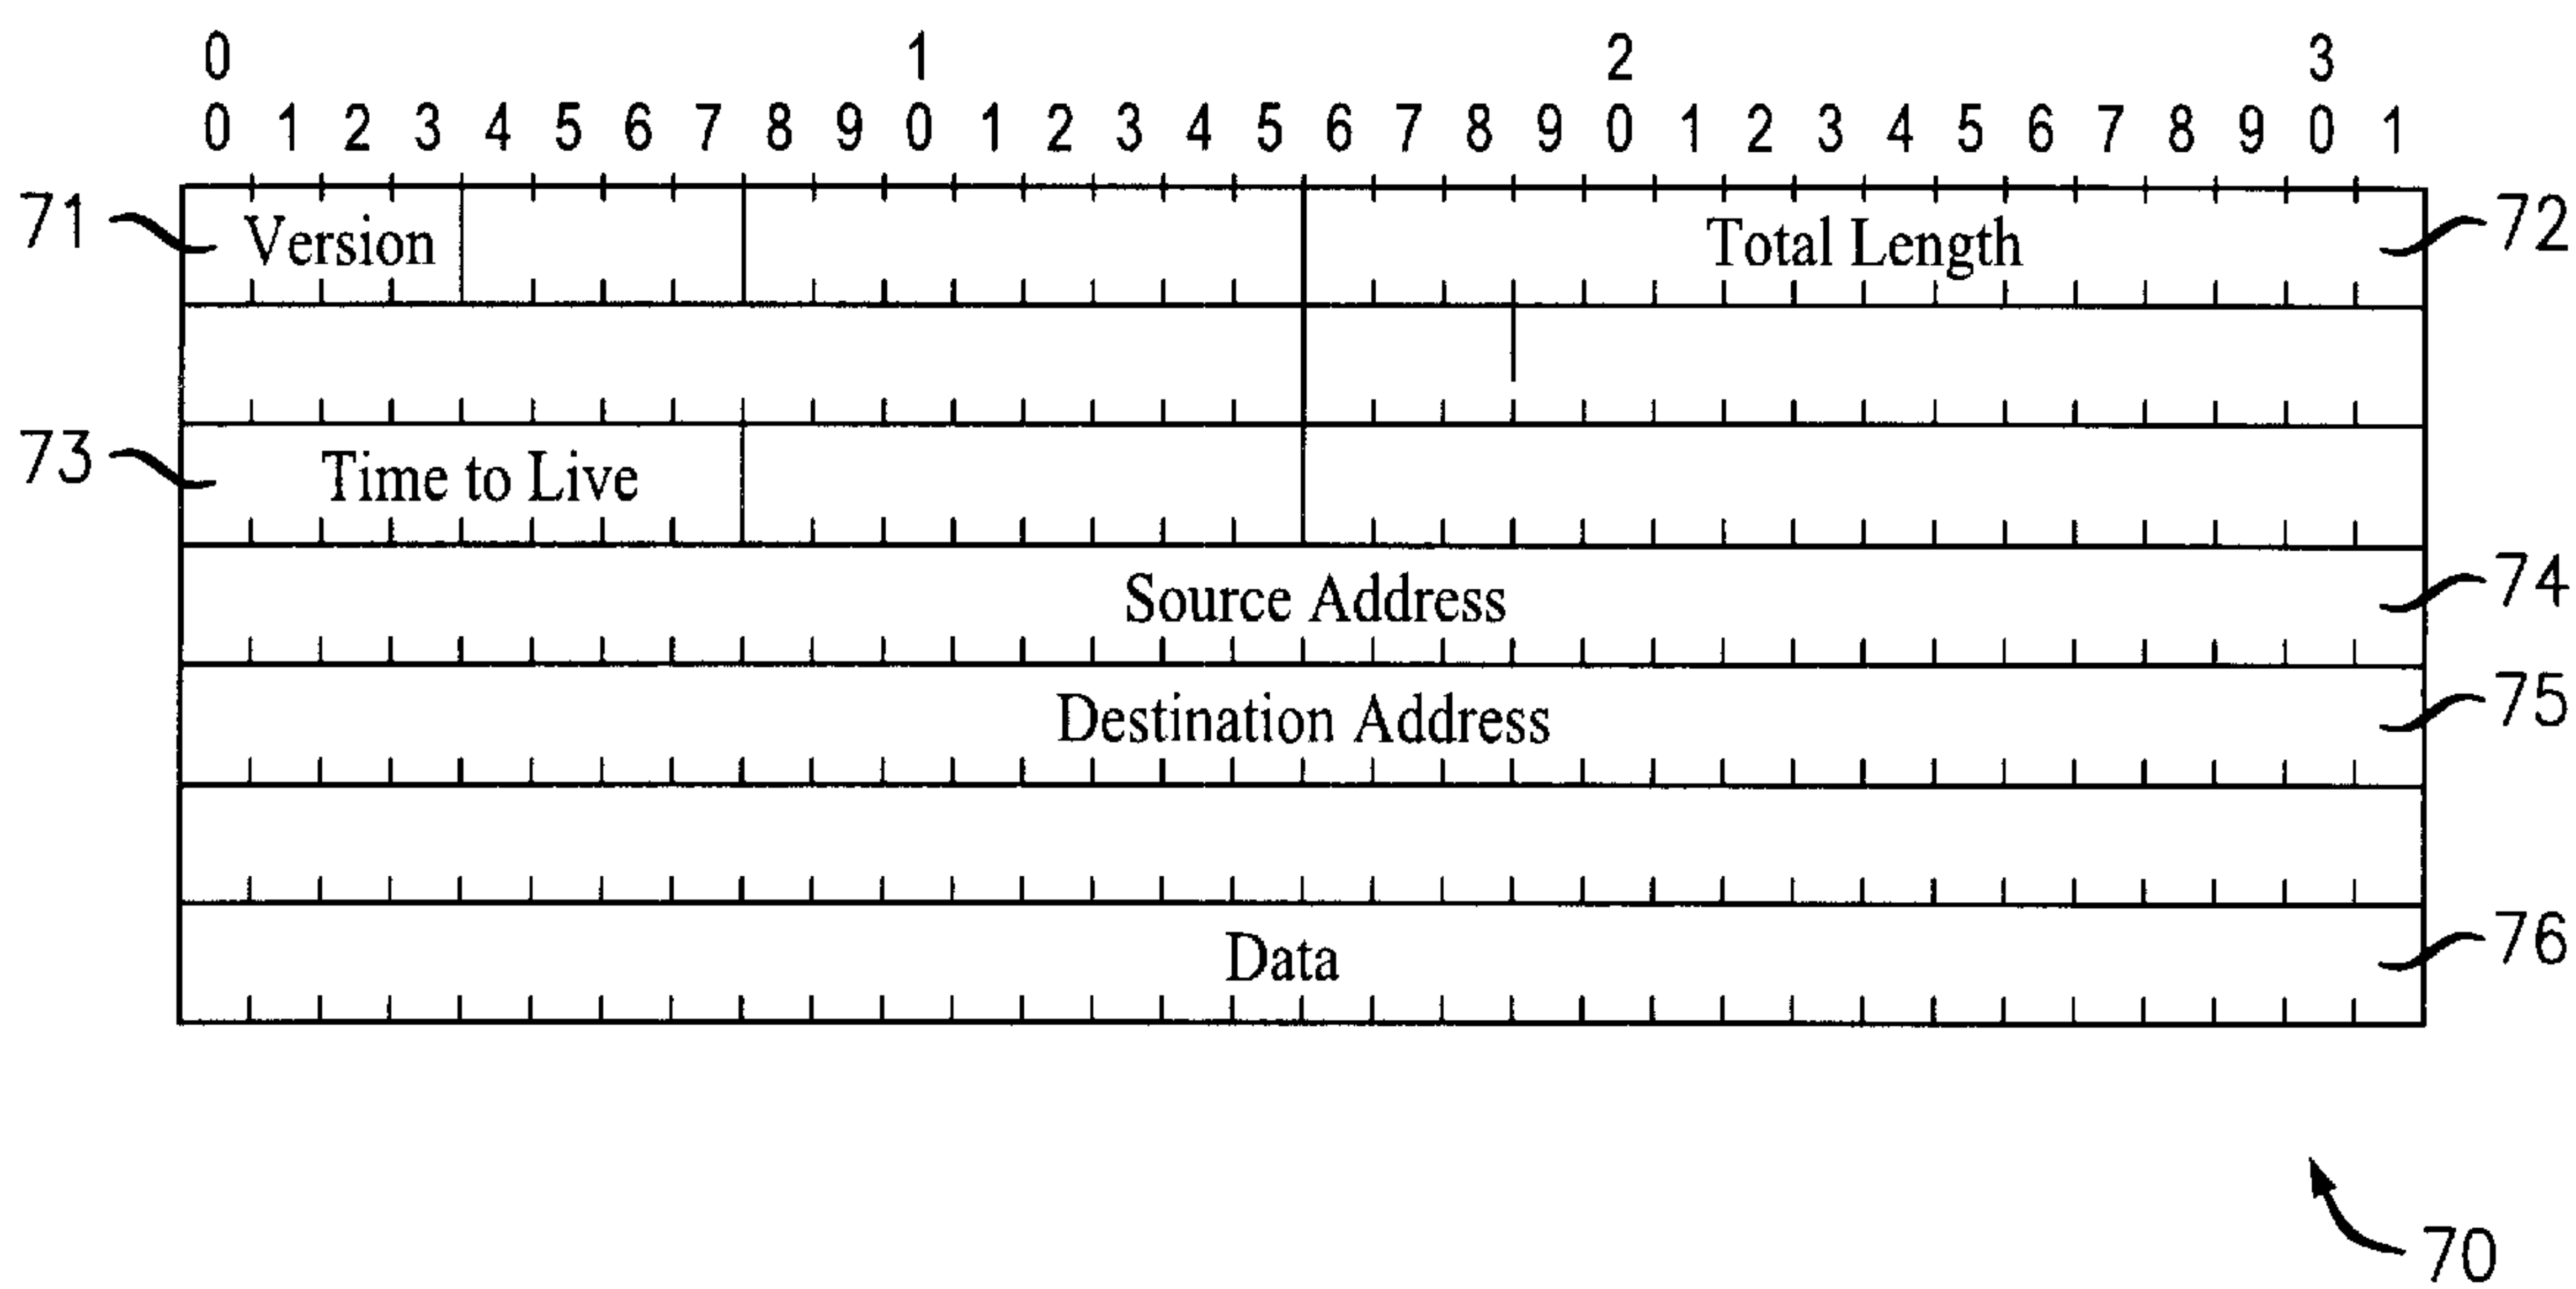 0 1 2 3
0 1 2 3 4 5 6 7 8 9 0 1 2 3 4 5 6 7 8 9 0 1 2 3 4 5 6 7 8 9 0 1
71 Version Total Length 72
73 Time to Live
Source Address 74
Destination Address 75
Data 76
70